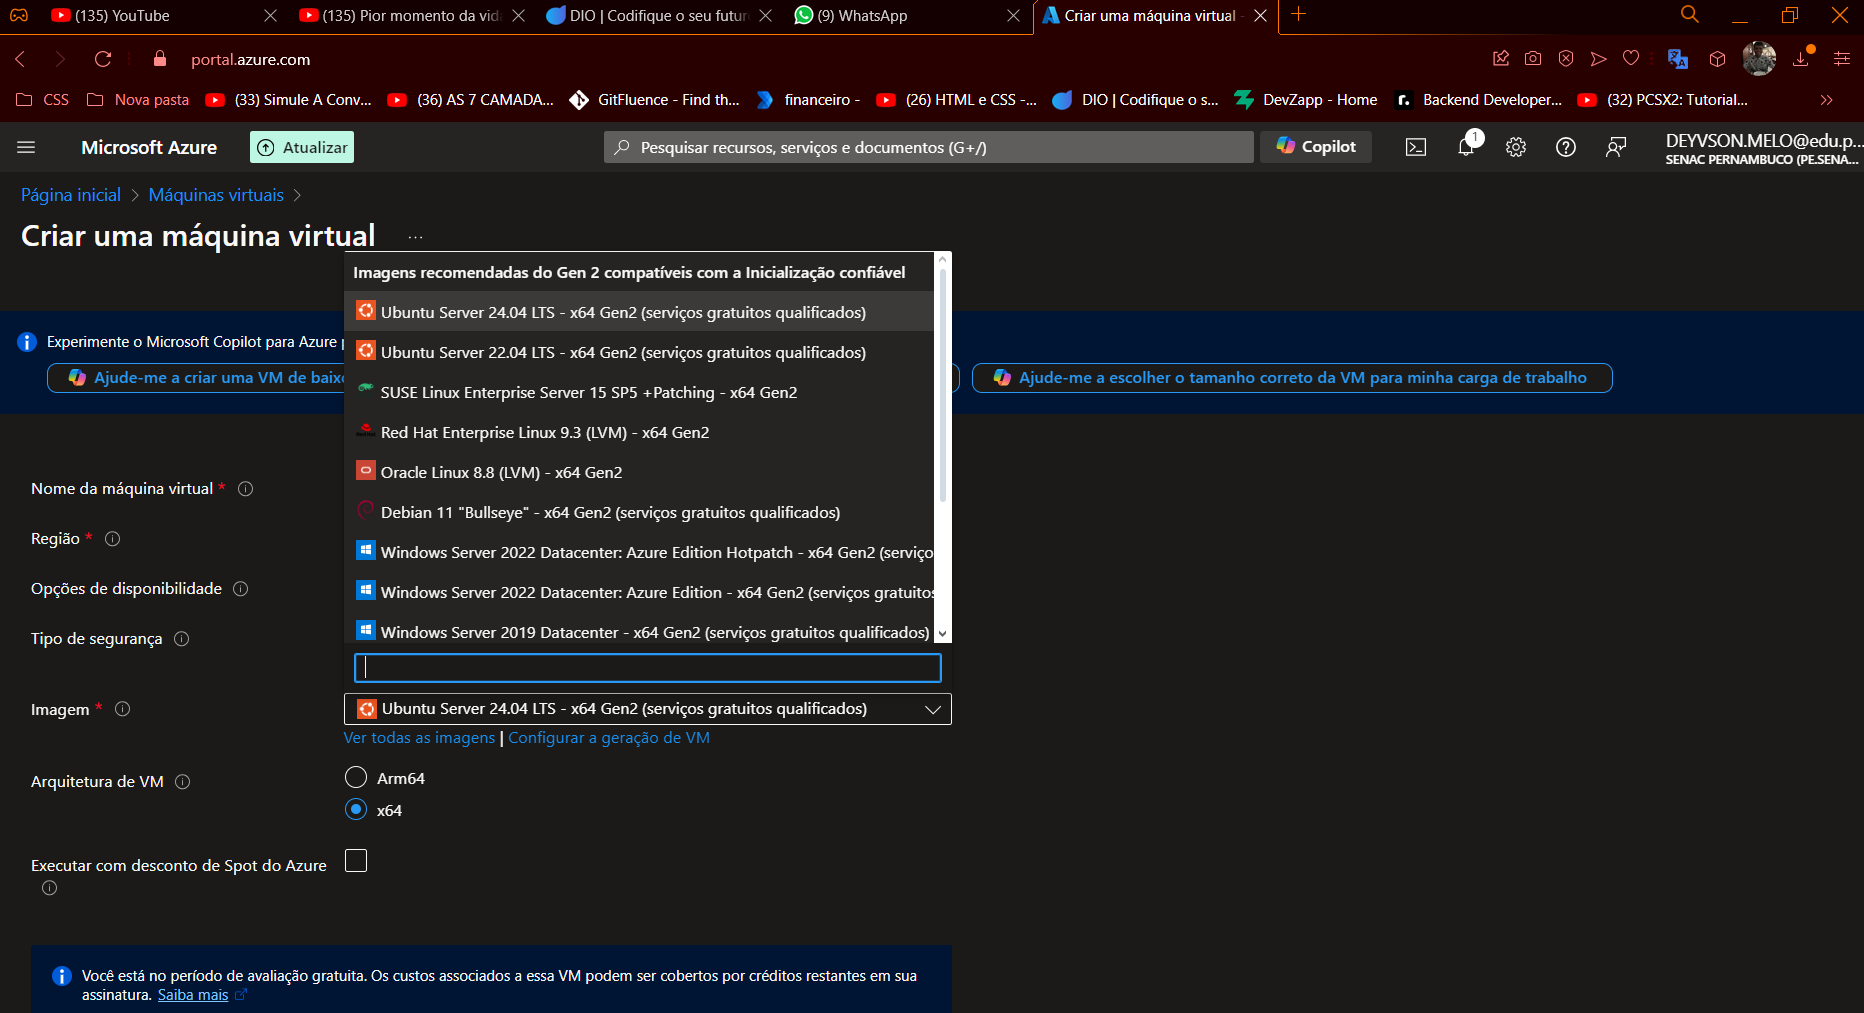 (135) YouTube
(135) Pior momento da vid
DIO | Codifique o seu futur
(9) WhatsApp
Criar uma máquina virtual -
portal.azure.com
CSS
Nova pasta
(33) Simule A Conv...
(36) AS 7 CAMADA...
GitFluence - Find th...
financeiro -
(26) HTML e CSS -...
DIO | Codifique o s...
DevZapp - Home
Backend Developer...
(32) PCSX2: Tutorial...
Microsoft Azure
Atualizar
Pesquisar recursos, serviços e documentos (G+/)
Copilot
1
DEYVSON.MELO@edu.p...
SENAC PERNAMBUCO (PE.SENA...
Página inicial > Máquinas virtuais >
Criar uma máquina virtual ...
Imagens recomendadas do Gen 2 compatíveis com a Inicialização confiável
Ubuntu Server 24.04 LTS - x64 Gen2 (serviços gratuitos qualificados)
Ubuntu Server 22.04 LTS - x64 Gen2 (serviços gratuitos qualificados)
SUSE Linux Enterprise Server 15 SP5 +Patching - x64 Gen2
Red Hat Enterprise Linux 9.3 (LVM) - x64 Gen2
Oracle Linux 8.8 (LVM) - x64 Gen2
Debian 11 "Bullseye" - x64 Gen2 (serviços gratuitos qualificados)
Windows Server 2022 Datacenter: Azure Edition Hotpatch - x64 Gen2 (serviço
Windows Server 2022 Datacenter: Azure Edition - x64 Gen2 (serviços gratuitos
Windows Server 2019 Datacenter - x64 Gen2 (serviços gratuitos qualificados)
Experimente o Microsoft Copilot para Azure p
Ajude-me a criar uma VM de baixo
Ajude-me a escolher o tamanho correto da VM para minha carga de trabalho
Nome da máquina virtual *
Região *
Opções de disponibilidade
Tipo de segurança
Imagem *
Ubuntu Server 24.04 LTS - x64 Gen2 (serviços gratuitos qualificados)
Ver todas as imagens | Configurar a geração de VM
Arquitetura de VM
Arm64
x64
Executar com desconto de Spot do Azure
Você está no período de avaliação gratuita. Os custos associados a essa VM podem ser cobertos por créditos restantes em sua
assinatura. Saiba mais